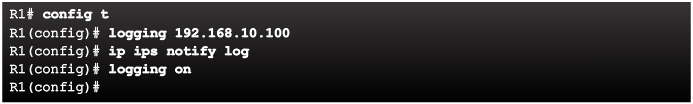 R1# config t
R1(config)# logging 192.168.10.100
R1(config)# ip ips notify log
R1(config)# logging on
R1(config)#